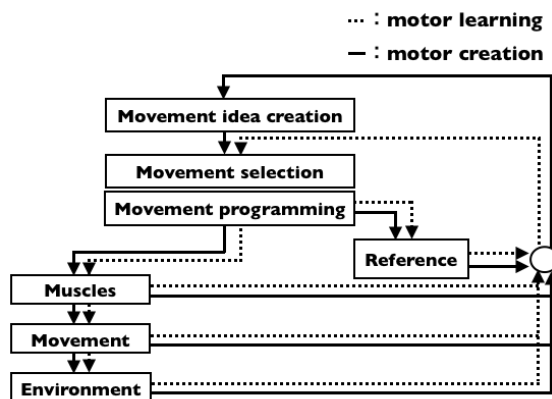 : motor learning
: motor creation
Movement idea creation
Movement selection
Movement programming
Reference
Muscles
Movement
Environment